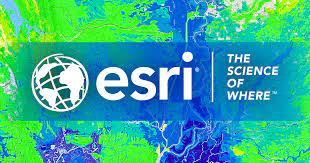 esri®
THE
SCIENCE
OF
WHERE™